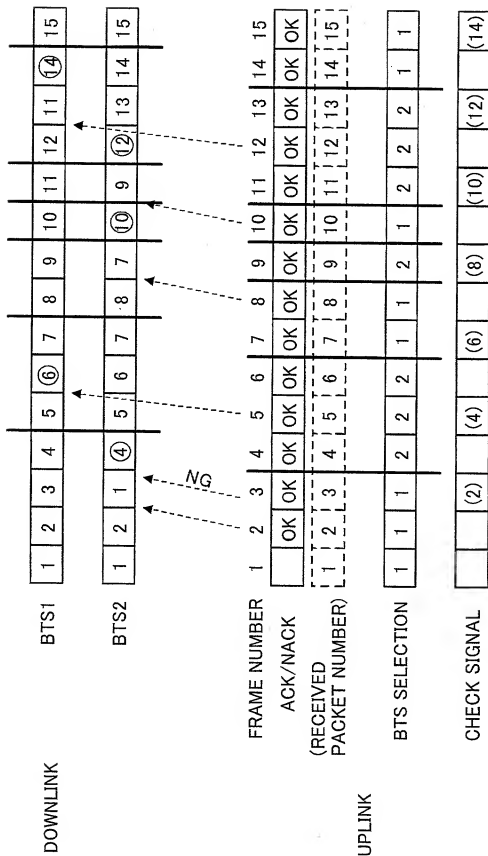 DOWNLINK
BTS1 1 2 3 4 5 ⑥ 7 8 9 10 11 12 11 ⑭ 15
BTS2 1 2 1 ④ 5 6 7 8 7 ⑩ 9 ⑫ 13 14 15
NG
UPLINK
FRAME NUMBER 1 2 3 4 5 6 7 8 9 10 11 12 13 14 15
ACK/NACK OK OK OK OK OK OK OK OK OK OK OK OK OK OK
(RECEIVED
PACKET NUMBER) 1 2 3 4 5 6 7 8 9 10 11 12 13 14 15
BTS SELECTION 1 1 1 2 2 2 1 1 2 1 2 2 2 1 1
CHECK SIGNAL (2) (4) (6) (8) (10) (12) (14)